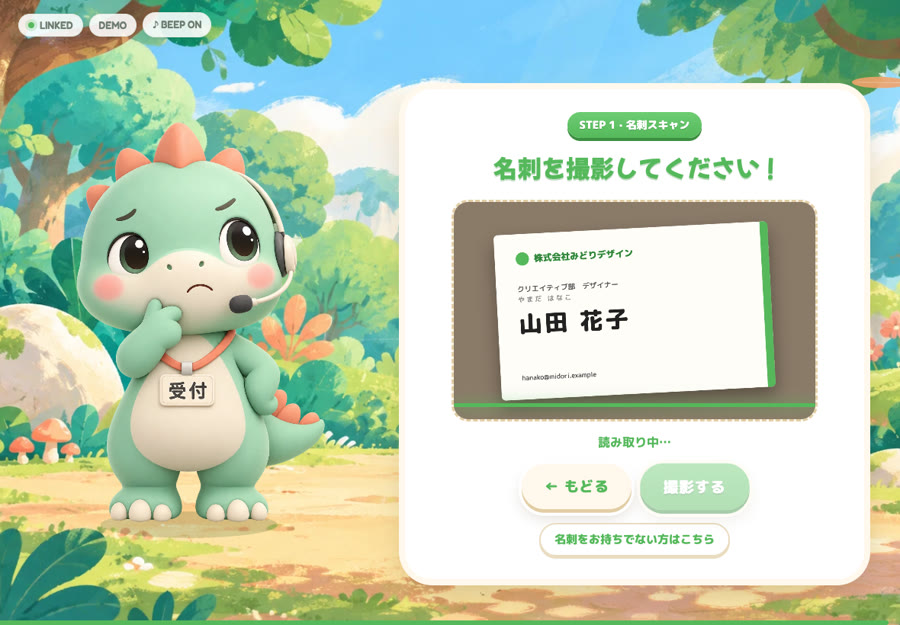 LINKED
DEMO
♪ BEEP ON
STEP 1・名刺スキャン
名刺を撮影してください！
株式会社みどりデザイン
クリエイティブ部　デザイナー
やまだ はなこ
山田 花子
hanako@midori.example
受付
読み取り中…
← もどる
撮影する
名刺をお持ちでない方はこちら